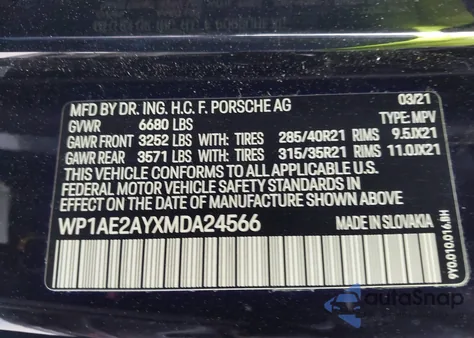 MFD BY DR. ING. H.C. F. PORSCHE AG 03/21
GVWR 6680 LBS TYPE: MPV
GAWR FRONT 3252 LBS WITH: TIRES 285/40R21 RIMS 9.5JX21
GAWR REAR 3571 LBS WITH: TIRES 315/35R21 RIMS 11.0JX21
THIS VEHICLE CONFORMS TO ALL APPLICABLE U.S.
FEDERAL MOTOR VEHICLE SAFETY STANDARDS IN
EFFECT ON THE DATE OF MANUFACTURE SHOWN ABOVE.
WP1AE2AYXMDA24566 MADE IN SLOVAKIA
9Y0.010.016.BH
autoSnap